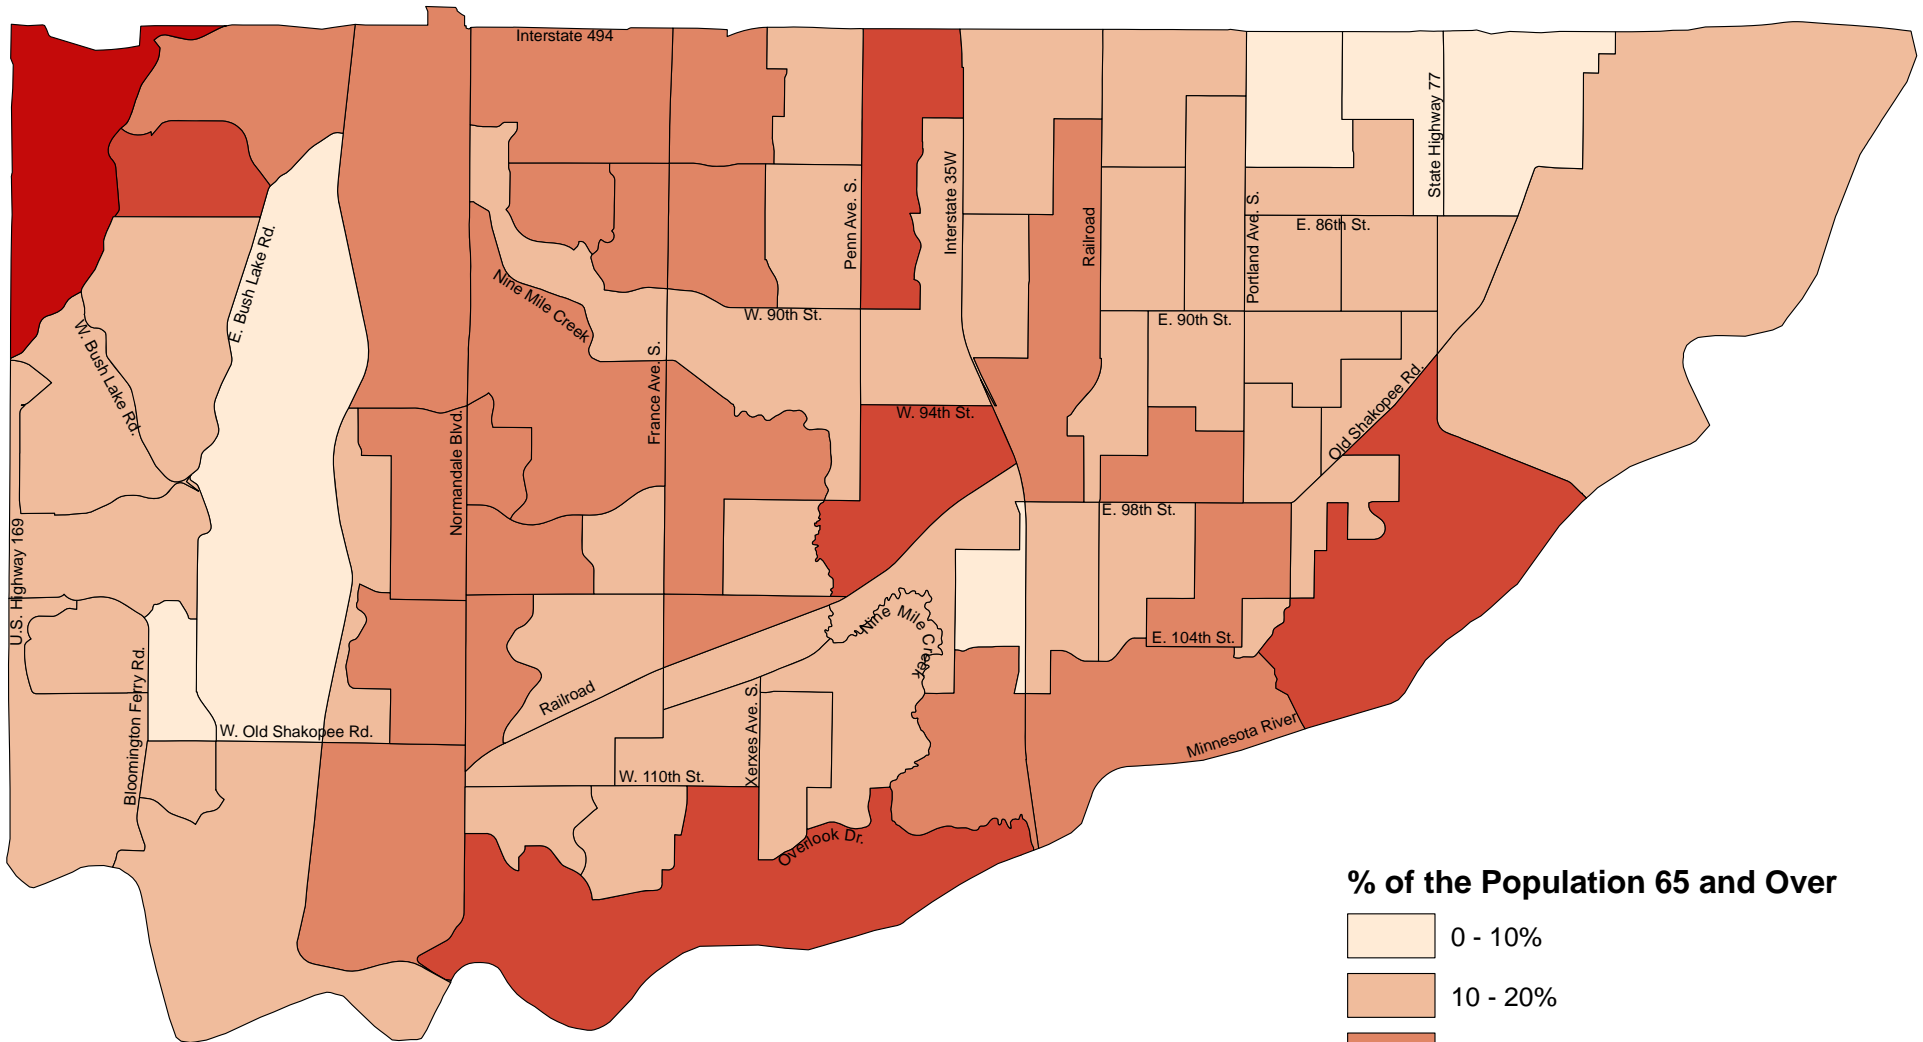 Interstate 494
State Highway 77
Interstate 35W
Penn Ave. S.
Railroad
Portland Ave. S.
E. 86th St.
E. Bush Lake Rd.
Nine Mile Creek
W. 90th St.
E. 90th St.
W. Bush Lake Rd.
France Ave. S.
Normandale Blvd.
W. 94th St.
Old Shakopee Rd.
E. 98th St.
U.S. Highway 169
Nine Mile Creek
E. 104th St.
Bloomington Ferry Rd.
Railroad
Xerxes Ave. S.
W. Old Shakopee Rd.
Minnesota River
W. 110th St.
Overlook Dr.
% of the Population 65 and Over
0 - 10%
10 - 20%